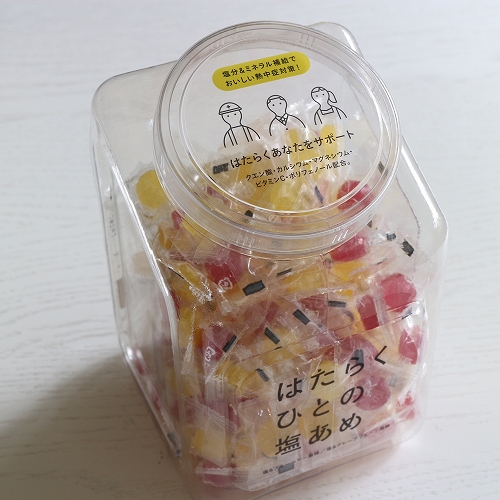 塩分&ミネラル補給で
おいしい熱中症対策!
はたらくあなたをサポート
クエン酸・カルシウム・マグネシウム・
ビタミンC・ポリフェノール配合。
はたらく
ひとの
塩あめ